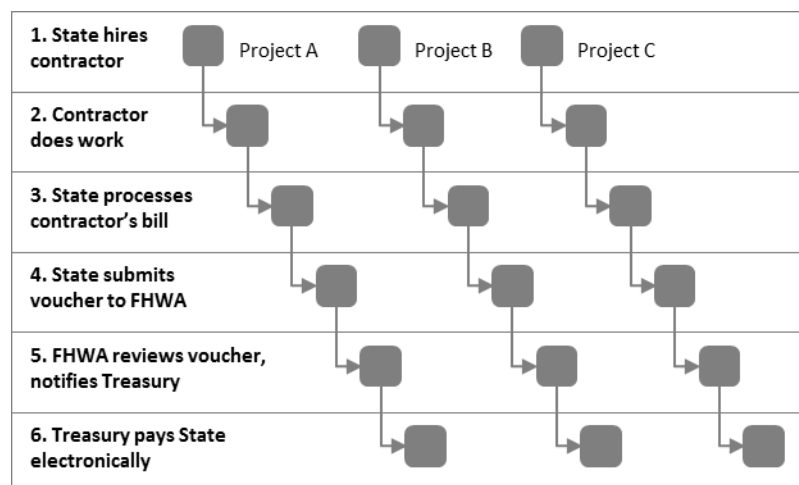 1. State hires
contractor
Project A
Project B
Project C
2. Contractor
does work
3. State processes
contractor's bill
4. State submits
voucher to FHWA
5. FHWA reviews voucher,
notifies Treasury
6. Treasury pays State
electronically